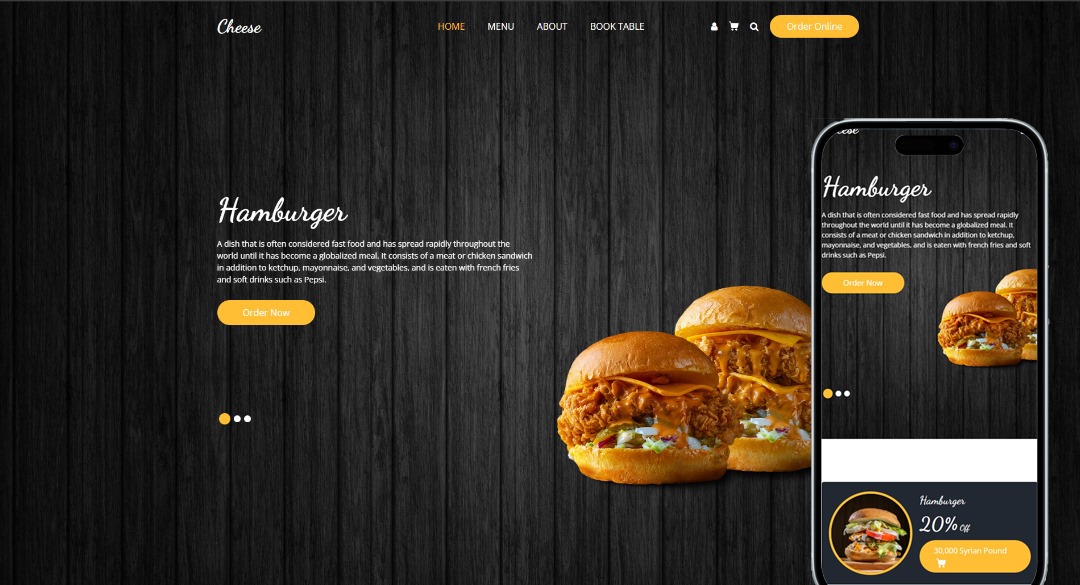 Cheese
HOME MENU ABOUT BOOK TABLE
Order Online
Hamburger
A dish that is often considered fast food and has spread rapidly throughout the
world until it has become a globalized meal. It consists of a meat or chicken sandwich
in addition to ketchup, mayonnaise, and vegetables, and is eaten with french fries
and soft drinks such as Pepsi.
Order Now
Hamburger
A dish that is often considered fast food and has spread rapidly
throughout the world until it has become a globalized meal. It
consists of a meat or chicken sandwich in addition to ketchup,
mayonnaise, and vegetables, and is eaten with french fries and soft
drinks such as Pepsi.
Order Now
Hamburger
20% Off
30,000 Syrian Pound